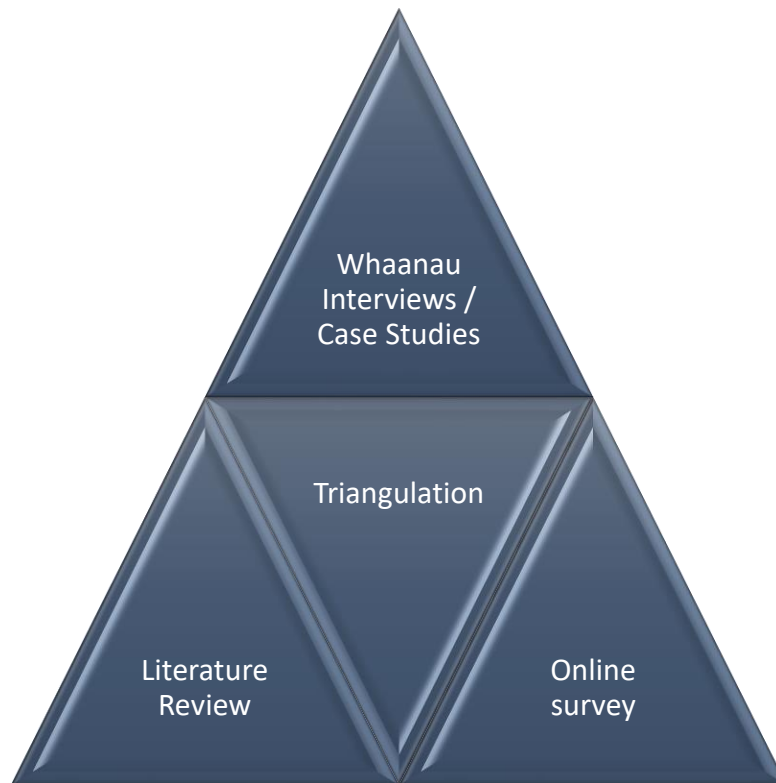 Whaanau
Interviews /
Case Studies
Triangulation
Literature
Review
Online
survey